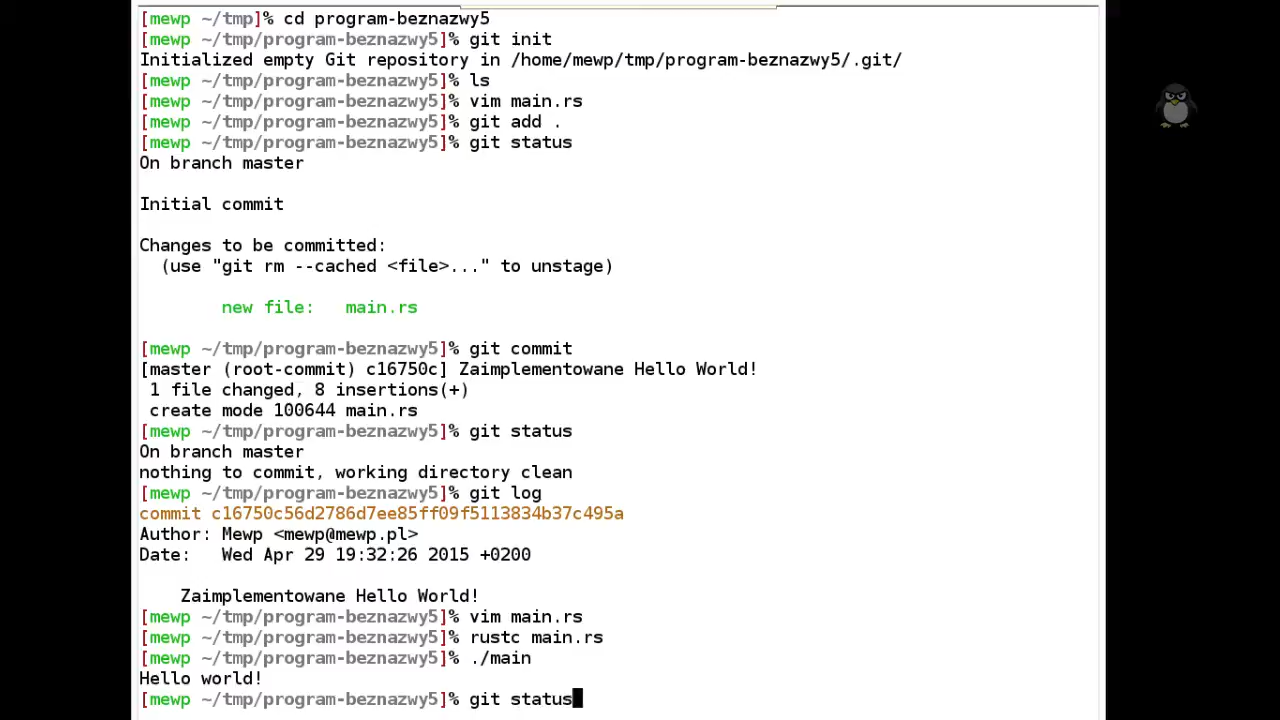 [mewp ~/tmp]% cd program-beznazwy5
[mewp ~/tmp/program-beznazwy5]% git init
Initialized empty Git repository in /home/mewp/tmp/program-beznazwy5/.git/
[mewp ~/tmp/program-beznazwy5]% ls
[mewp ~/tmp/program-beznazwy5]% vim main.rs
[mewp ~/tmp/program-beznazwy5]% git add .
[mewp ~/tmp/program-beznazwy5]% git status
On branch master
Initial commit
Changes to be committed:
  (use "git rm --cached <file>..." to unstage)
        new file:   main.rs
[mewp ~/tmp/program-beznazwy5]% git commit
[master (root-commit) c16750c] Zaimplementowane Hello World!
 1 file changed, 8 insertions(+)
 create mode 100644 main.rs
[mewp ~/tmp/program-beznazwy5]% git status
On branch master
nothing to commit, working directory clean
[mewp ~/tmp/program-beznazwy5]% git log
commit c16750c56d2786d7ee85ff09f5113834b37c495a
Author: Mewp <mewp@mewp.pl>
Date:   Wed Apr 29 19:32:26 2015 +0200
    Zaimplementowane Hello World!
[mewp ~/tmp/program-beznazwy5]% vim main.rs
[mewp ~/tmp/program-beznazwy5]% rustc main.rs
[mewp ~/tmp/program-beznazwy5]% ./main
Hello world!
[mewp ~/tmp/program-beznazwy5]% git status